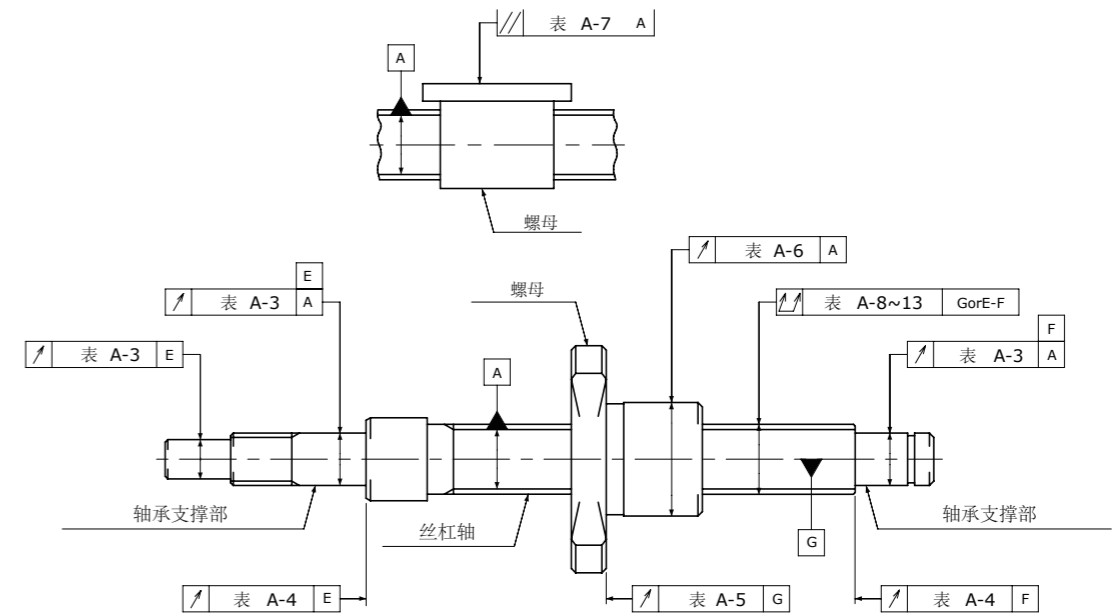 表 A-7 A
A
螺母
表 A-6 A
E
表 A-3 A
螺母
表 A-8~13 GorE-F
F
表 A-3 E
A
表 A-3 A
轴承支撑部
丝杠轴
G
轴承支撑部
表 A-4 E
表 A-5 G
表 A-4 F